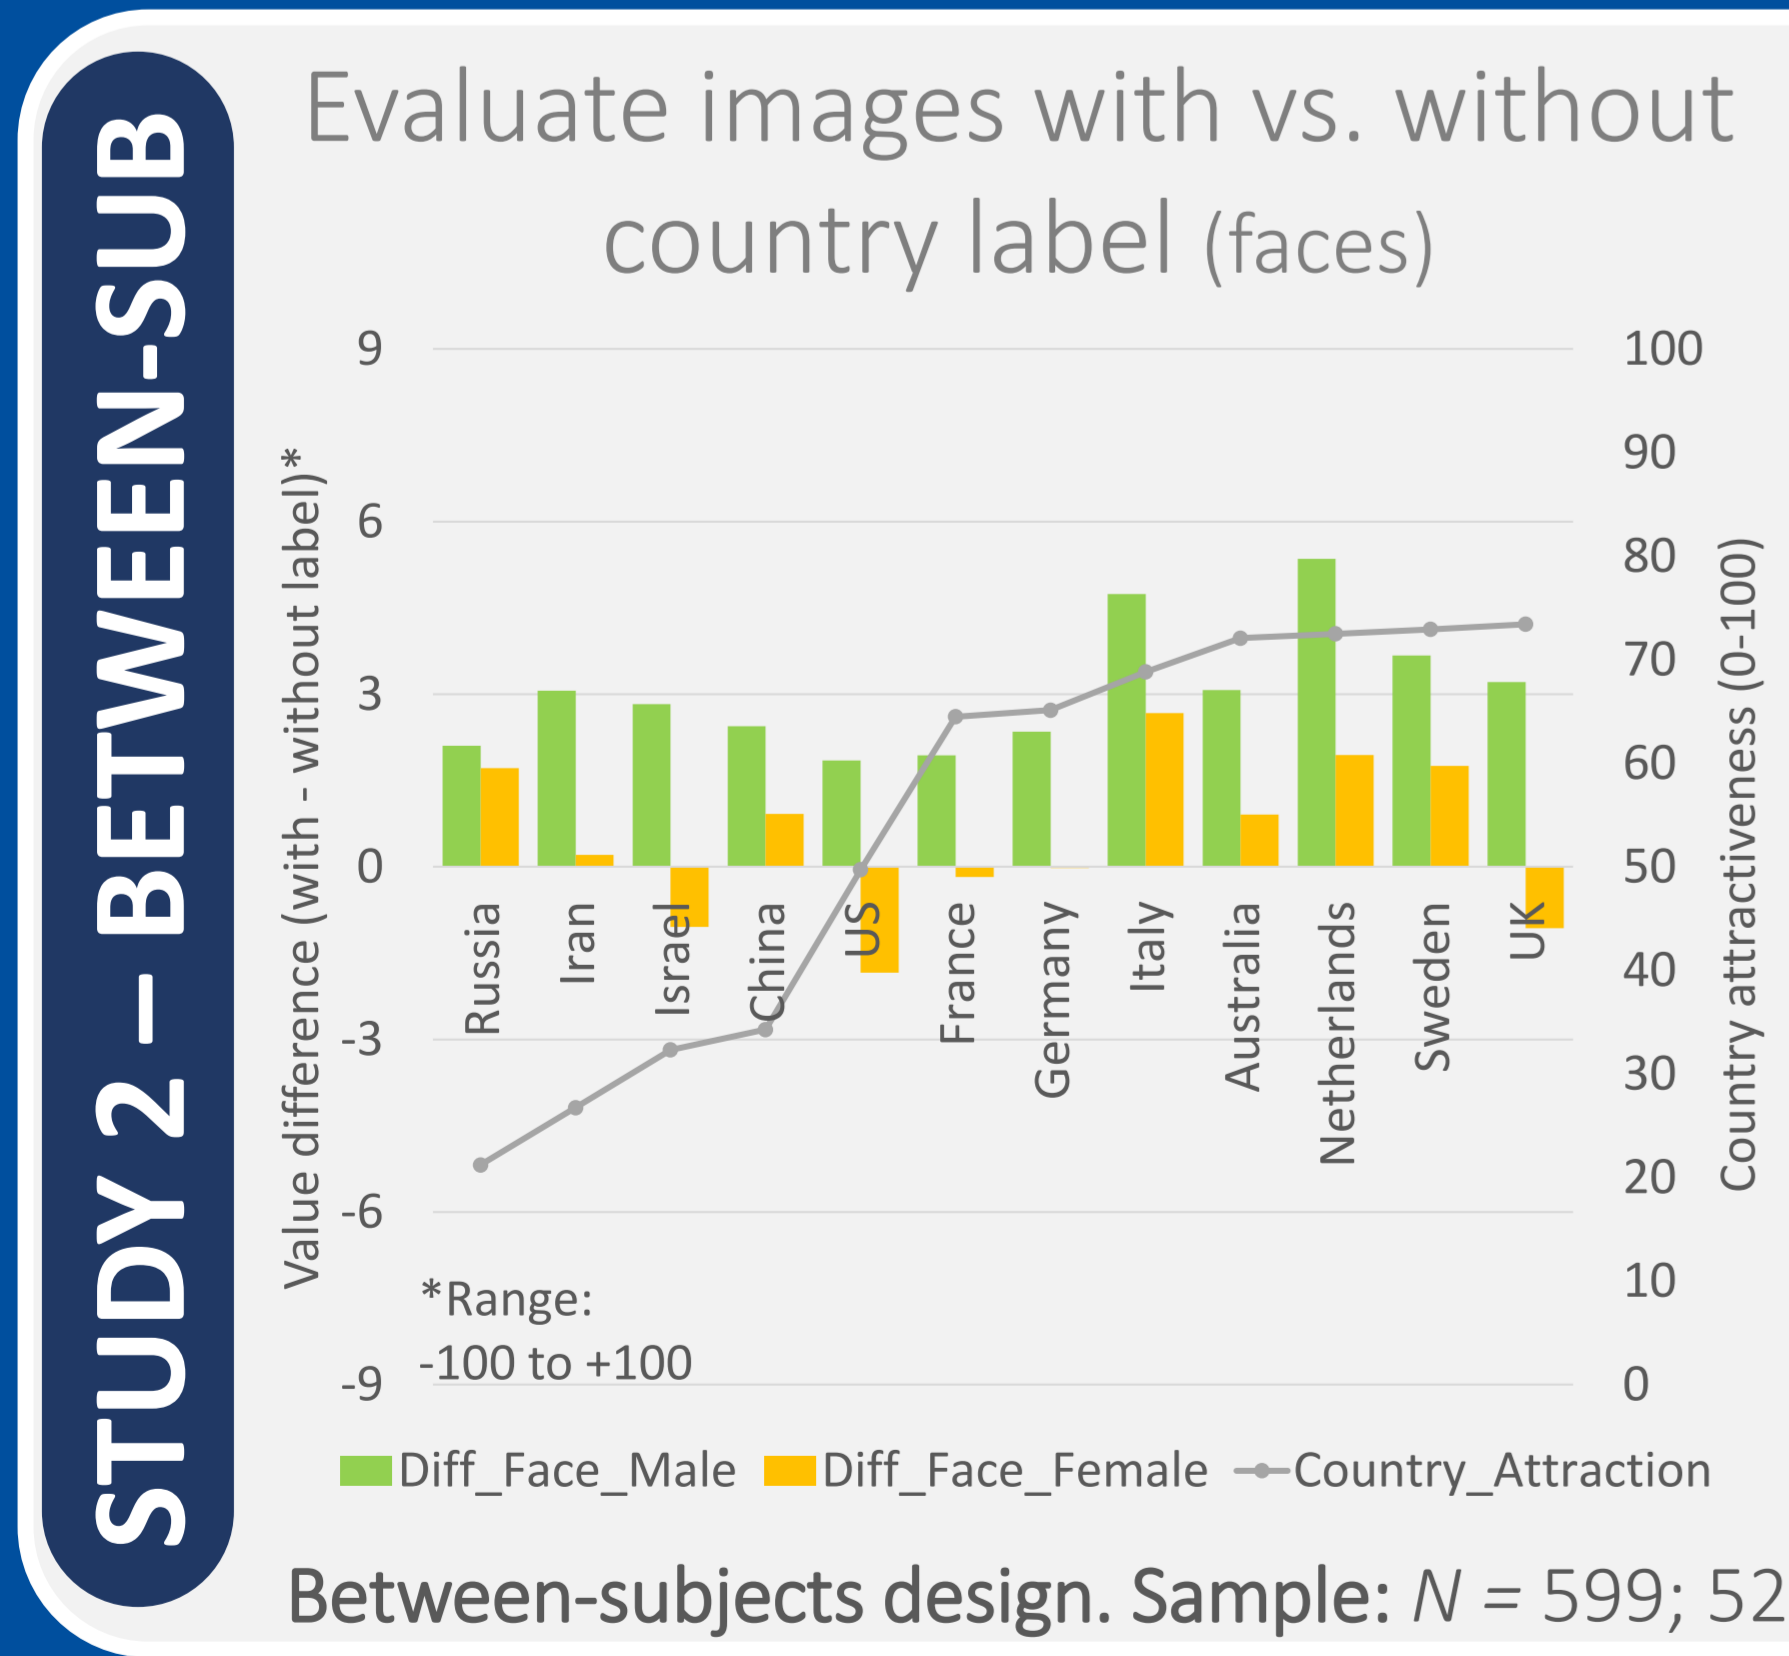 STUDY 2 – BETWEEN-SUB
Evaluate images with vs. without
country label (faces)
Value difference (with - without label)*
9
6
3
0
-3
-6
-9
100
90
80
70
60
50
40
30
20
10
0
Country attractiveness (0-100)
Russia
Iran
Israel
China
US
France
Germany
Italy
Australia
Netherlands
Sweden
UK
*Range:
-100 to +100
Diff_Face_Male Diff_Face_Female Country_Attraction
Between-subjects design. Sample: N = 599; 52